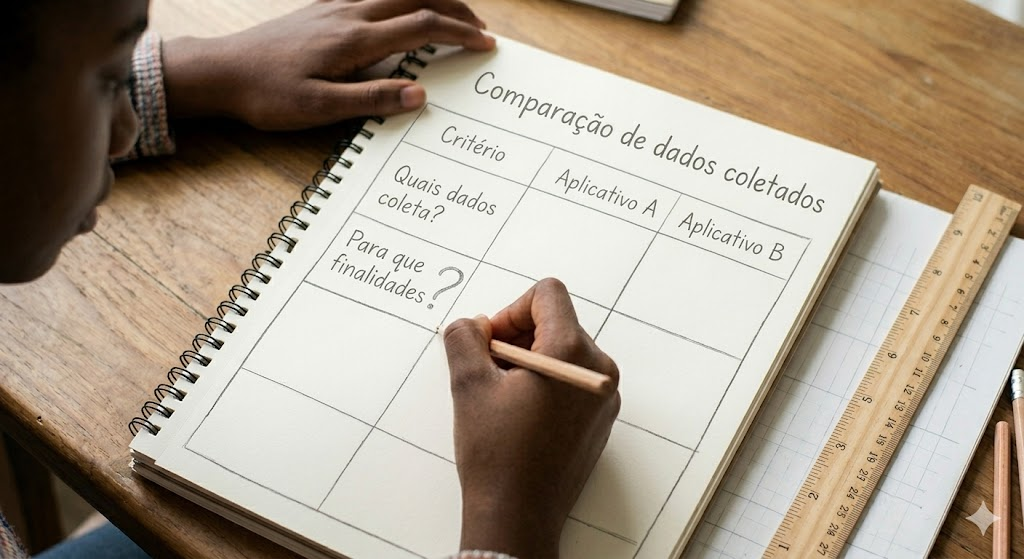 Comparação de dados coletados
Critério
Aplicativo A
Aplicativo B
Quais dados
coleta?
Para que
finalidades?